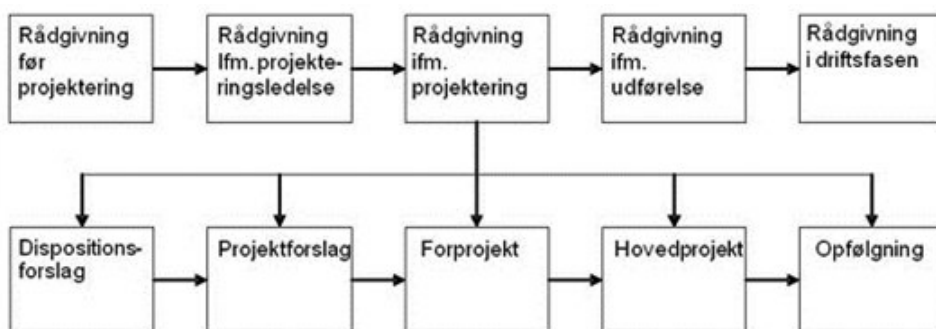 Rådgivning
før
projektering
Rådgivning
Ifm. projekte-
ringsledelse
Rådgivning
ifm.
projektering
Rådgivning
ifm.
udførelse
Rådgivning
i driftsfasen
Dispositions-
forslag
Projektforslag
Forprojekt
Hovedprojekt
Opfølgning